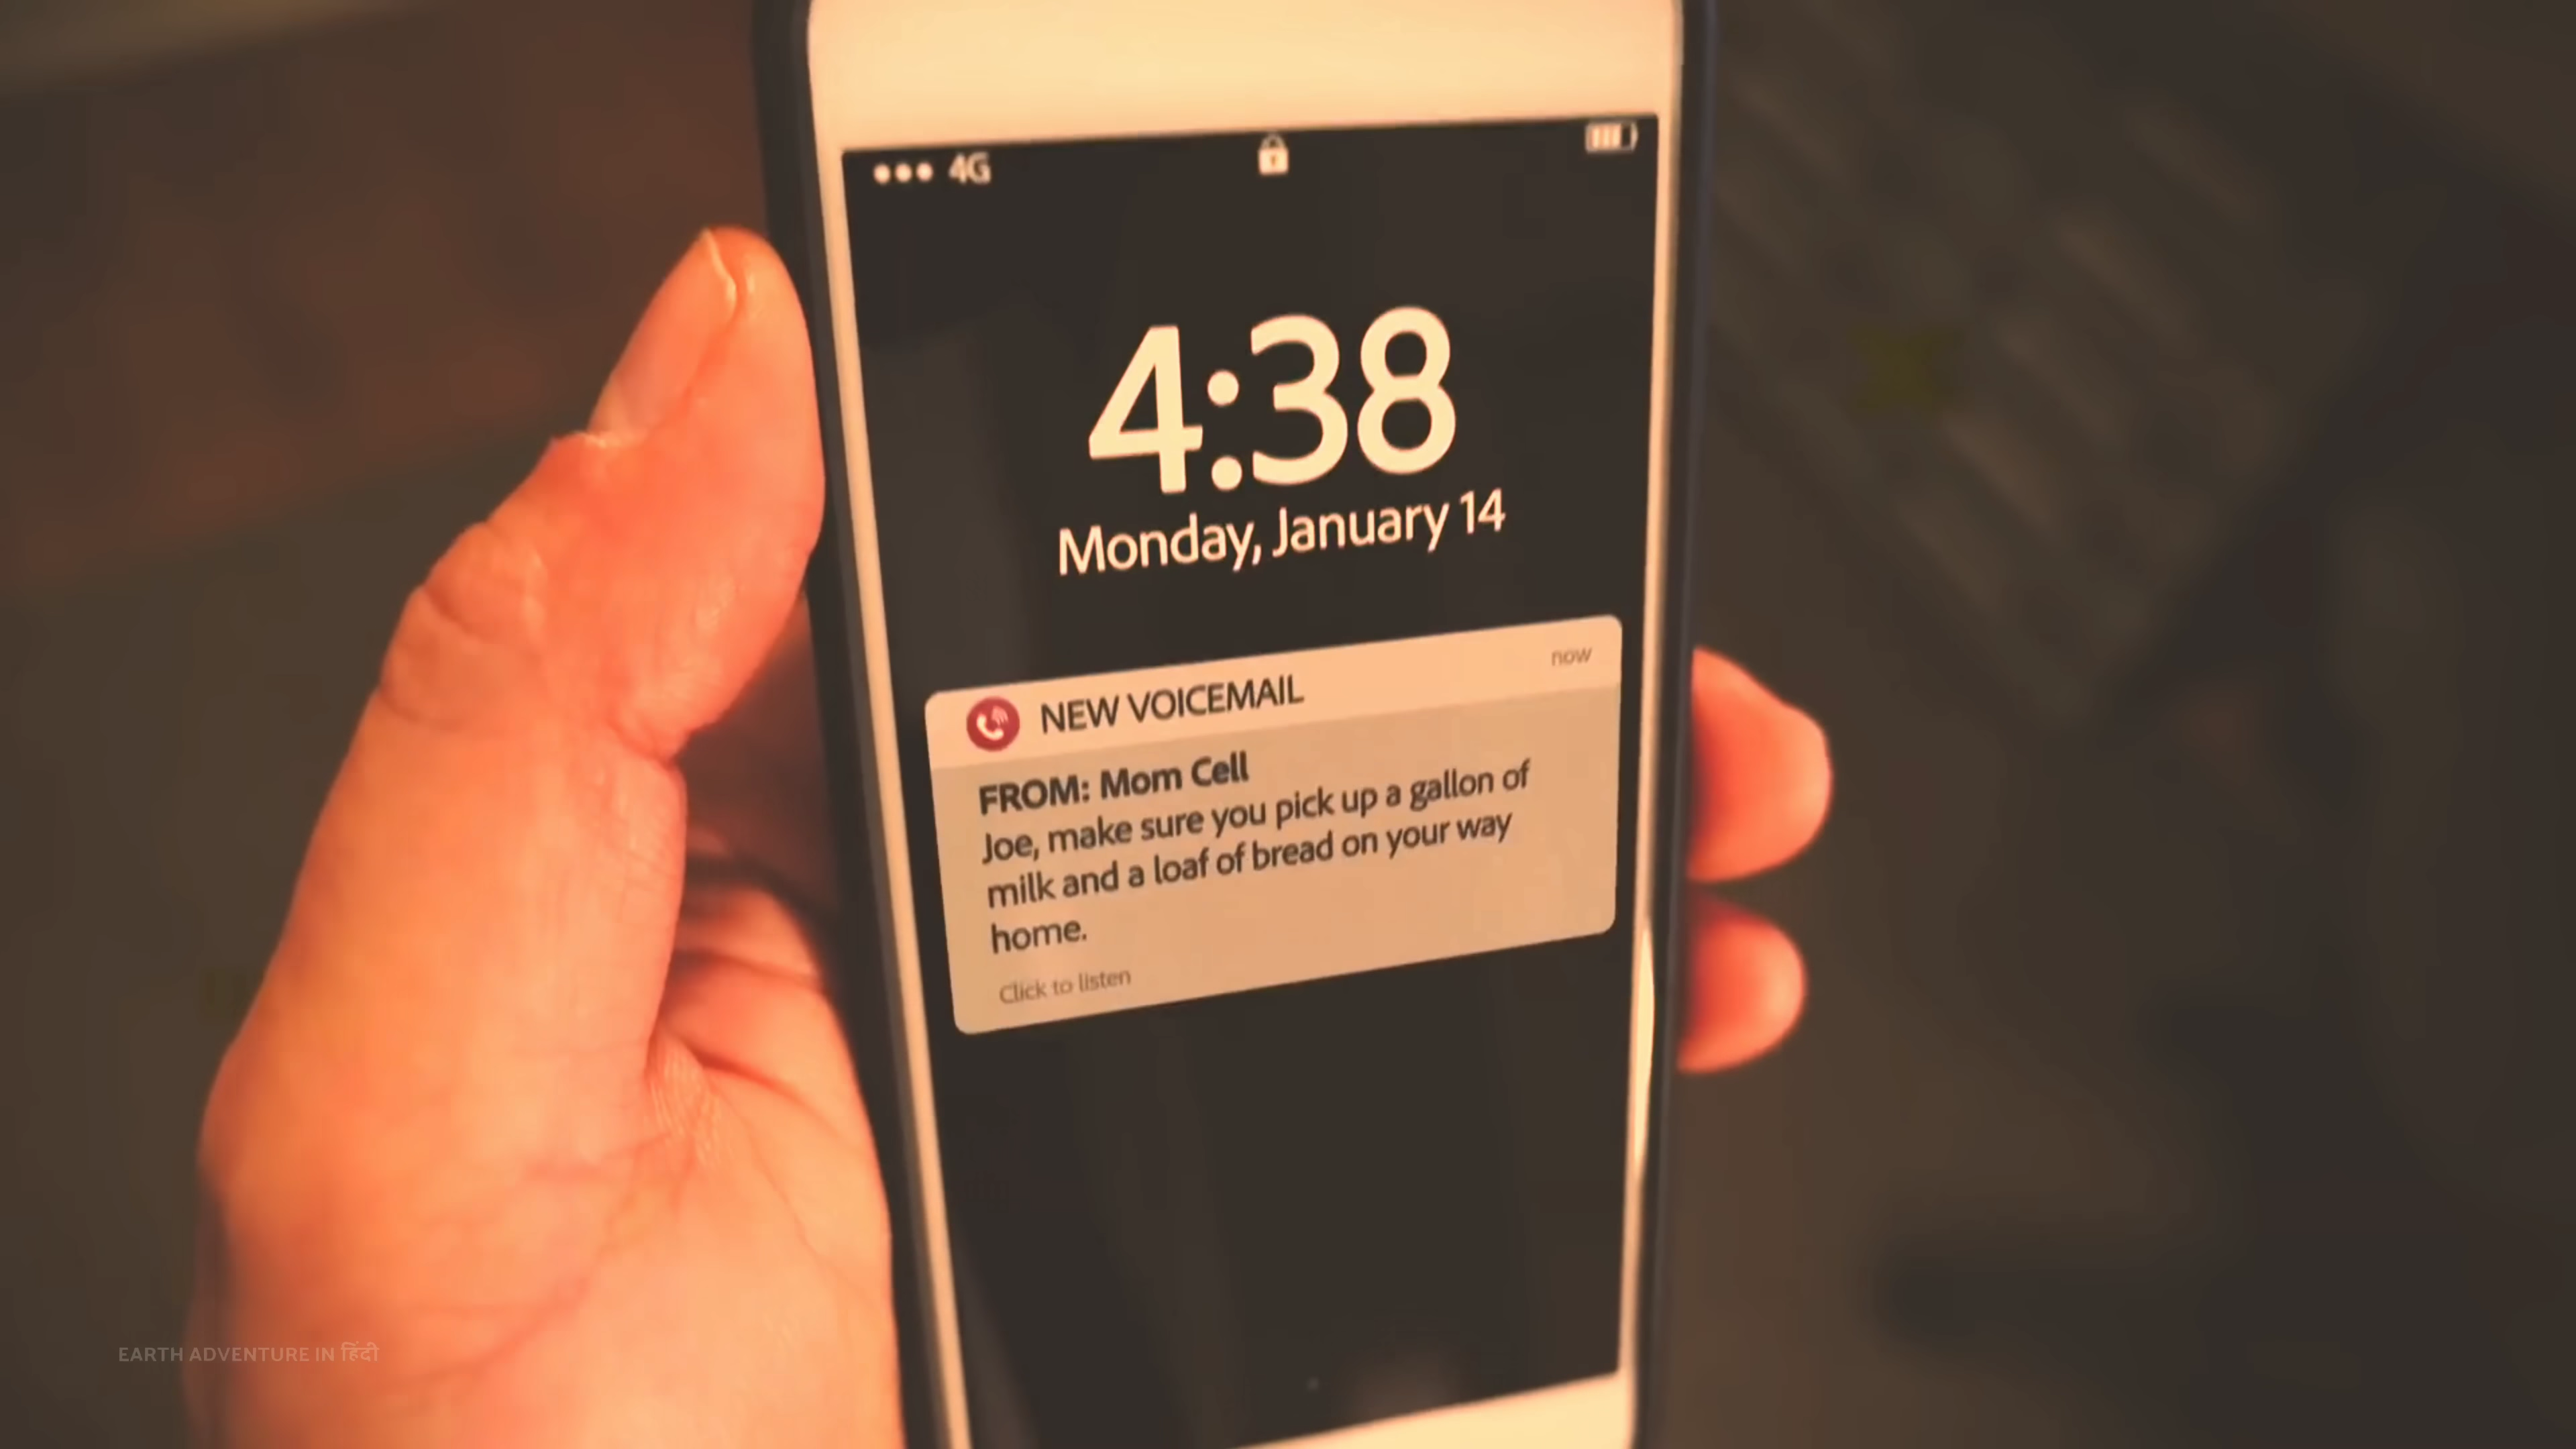 4G
4:38
Monday, January 14
NEW VOICEMAIL
now
FROM: Mom Cell
Joe, make sure you pick up a gallon of
milk and a loaf of bread on your way
home.
Click to listen
EARTH ADVENTURE IN हिंदी